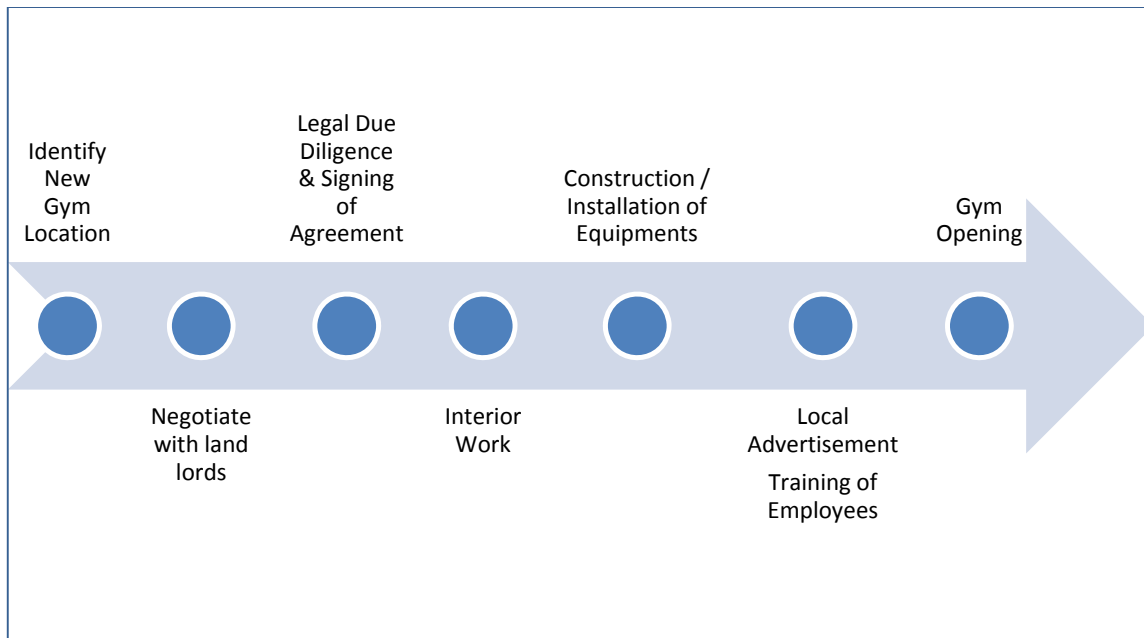 Identify
New
Gym
Location
Negotiate
with land
lords
Legal Due
Diligence
& Signing
of
Agreement
Interior
Work
Construction /
Installation of
Equipments
Local
Advertisement
Training of
Employees
Gym
Opening